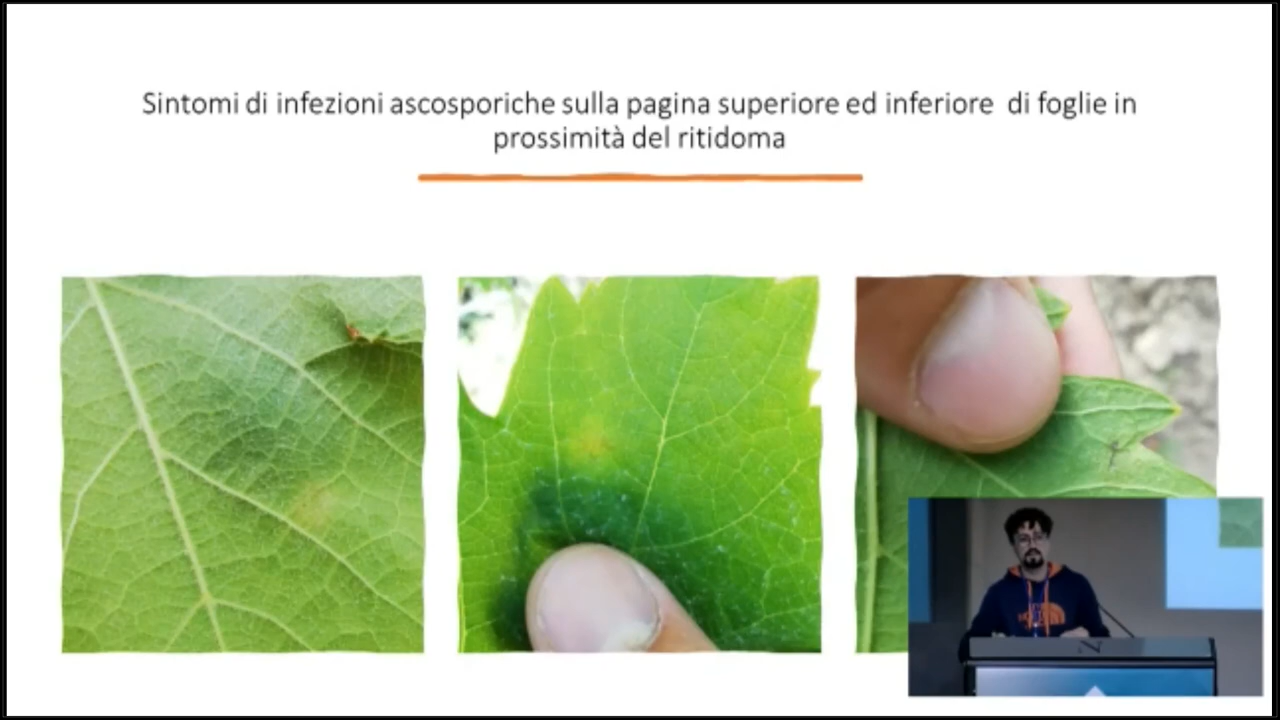 Sintomi di infezioni ascosporiche sulla pagina superiore ed inferiore di foglie in
prossimità del ritidoma